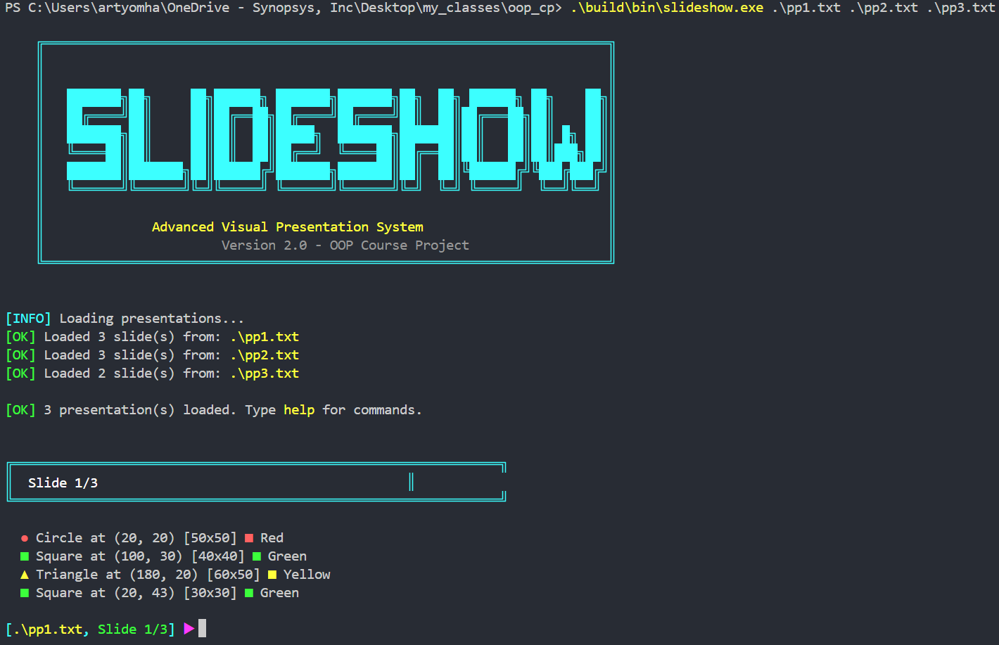 PS C:\Users\artyomha\OneDrive - Synopsys, Inc\Desktop\my_classes\oop_cp> .\build\bin\slideshow.exe .\pp1.txt .\pp2.txt .\pp3.txt
SLIDESHOW
Advanced Visual Presentation System
Version 2.0 - OOP Course Project
[INFO] Loading presentations...
[OK] Loaded 3 slide(s) from: .\pp1.txt
[OK] Loaded 3 slide(s) from: .\pp2.txt
[OK] Loaded 2 slide(s) from: .\pp3.txt
[OK] 3 presentation(s) loaded. Type help for commands.
Slide 1/3
● Circle at (20, 20) [50x50] ■ Red
■ Square at (100, 30) [40x40] ■ Green
▲ Triangle at (180, 20) [60x50] ■ Yellow
■ Square at (20, 43) [30x30] ■ Green
[.\pp1.txt, Slide 1/3] ►